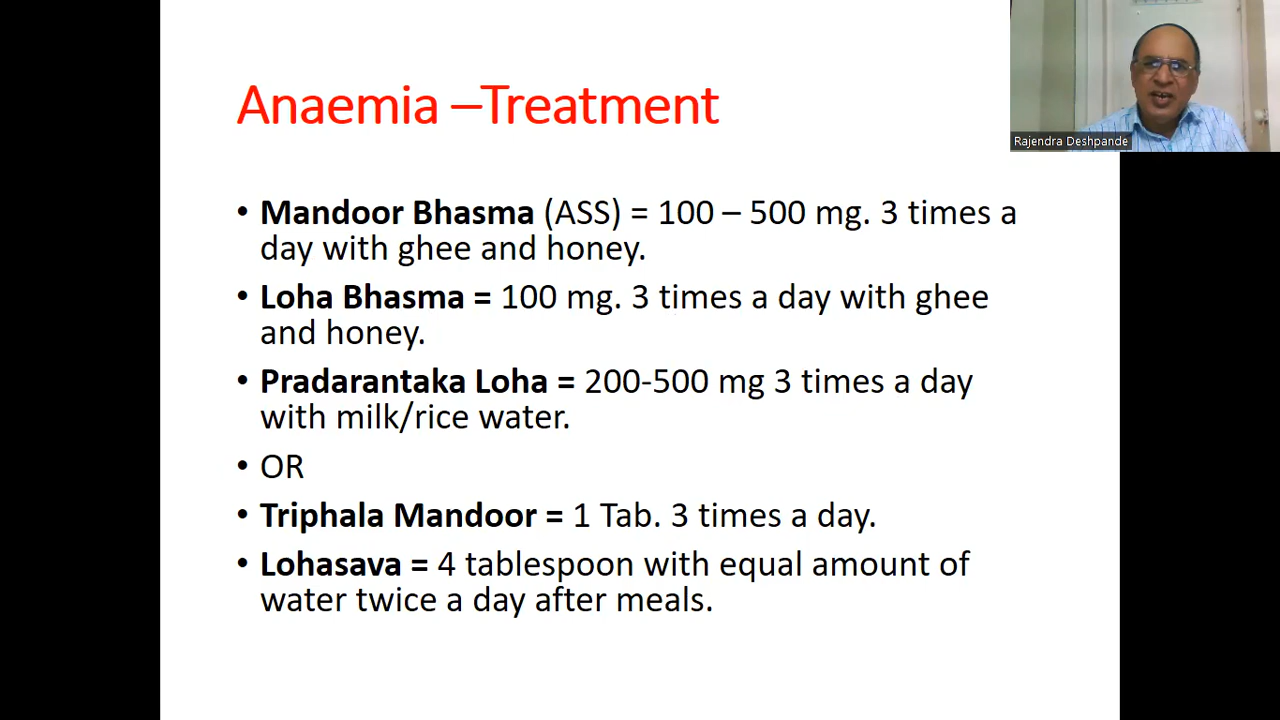 Anaemia –Treatment
Rajendra Deshpande
• Mandoor Bhasma (ASS) = 100 – 500 mg. 3 times a
day with ghee and honey.
• Loha Bhasma = 100 mg. 3 times a day with ghee
and honey.
• Pradarantaka Loha = 200-500 mg 3 times a day
with milk/rice water.
• OR
• Triphala Mandoor = 1 Tab. 3 times a day.
• Lohasava = 4 tablespoon with equal amount of
water twice a day after meals.